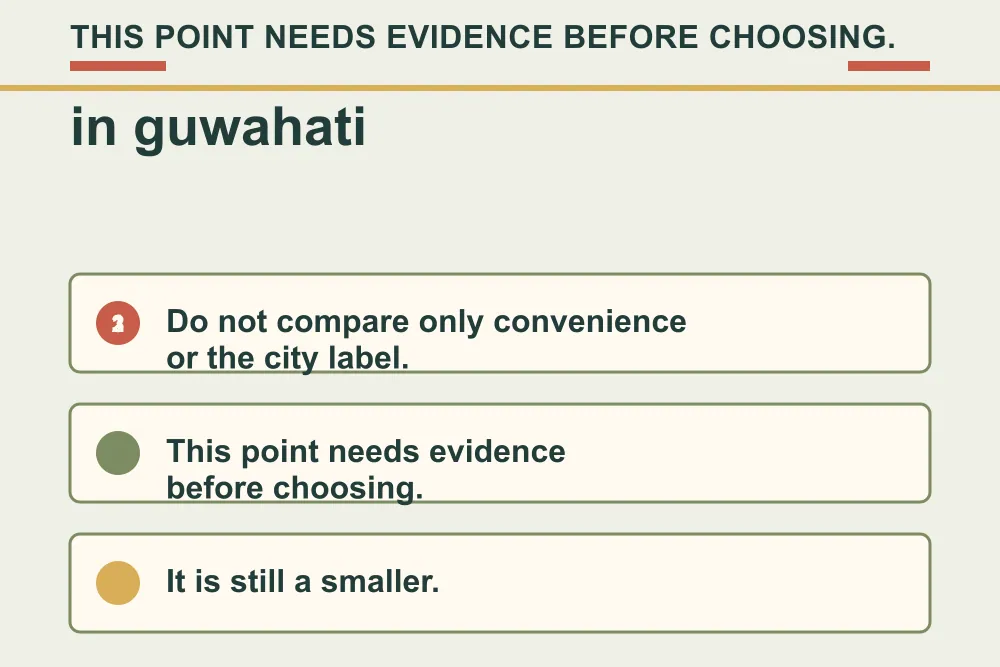 THIS POINT NEEDS EVIDENCE BEFORE CHOOSING.
in guwahati
Do not compare only convenience
or the city label.
This point needs evidence
before choosing.
It is still a smaller.